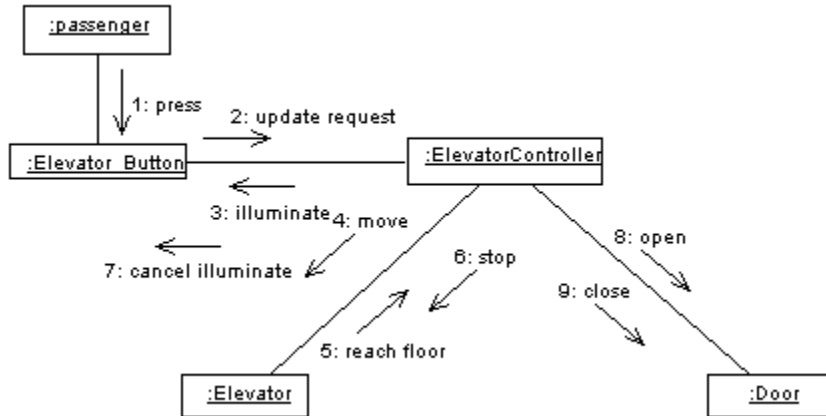 :passenger
1: press
2: update request
:Elevator_Button
:ElevatorController
3: illuminate
4: move
8: open
7: cancel illuminate
6: stop
9: close
5: reach floor
:Elevator
:Door